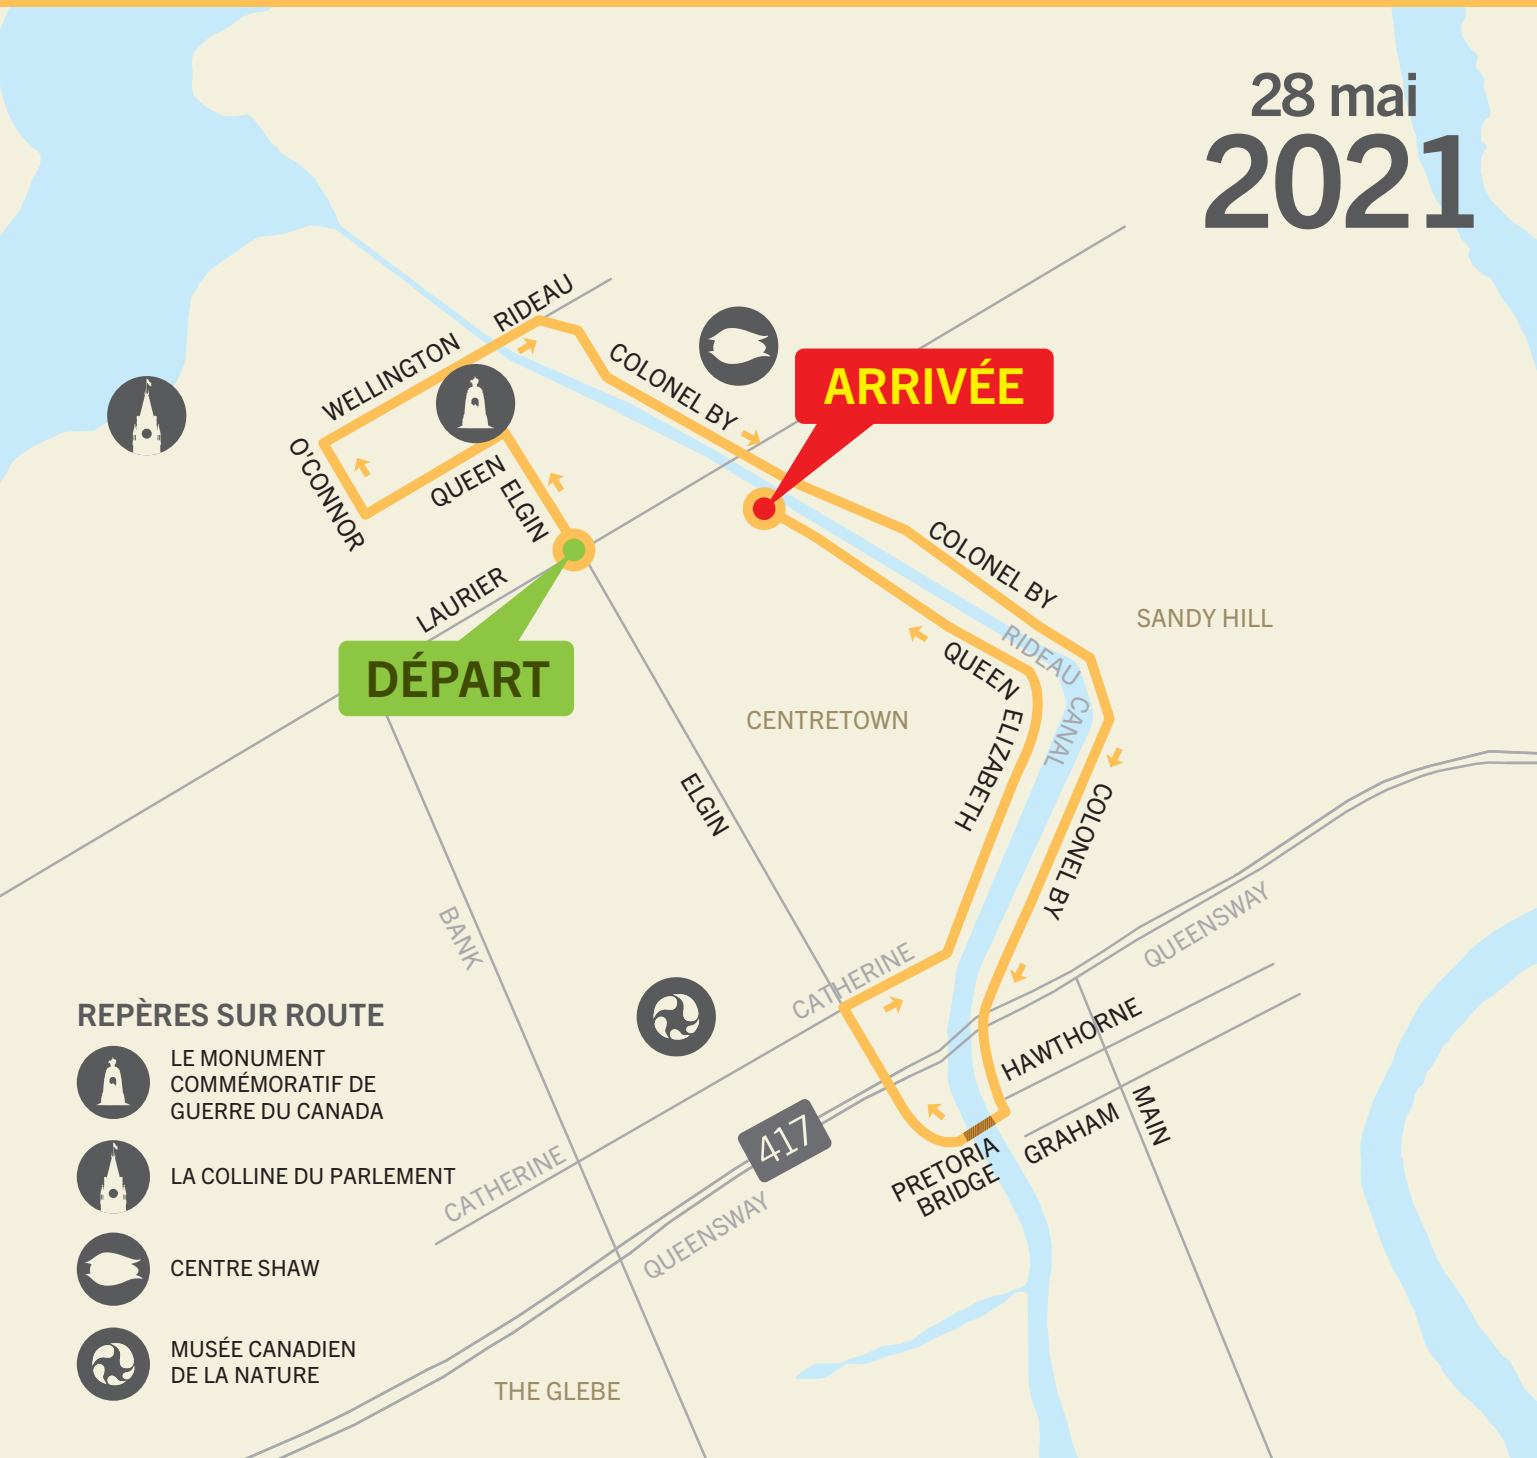 28 mai
2021
RIDEAU
WELLINGTON
COLONEL BY
ARRIVÉE
O'CONNOR
QUEEN
ELGIN
LAURIER
DÉPART
COLONEL BY
SANDY HILL
RIDEAU CANAL
QUEEN ELIZABETH
CENTRETOWN
ELGIN
COLONEL BY
BANK
QUEENSWAY
CATHERINE
HAWTHORNE
MAIN
GRAHAM
PRETORIA
BRIDGE
417
CATHERINE
QUEENSWAY
THE GLEBE
REPÈRES SUR ROUTE
LE MONUMENT
COMMÉMORATIF DE
GUERRE DU CANADA
LA COLLINE DU PARLEMENT
CENTRE SHAW
MUSÉE CANADIEN
DE LA NATURE